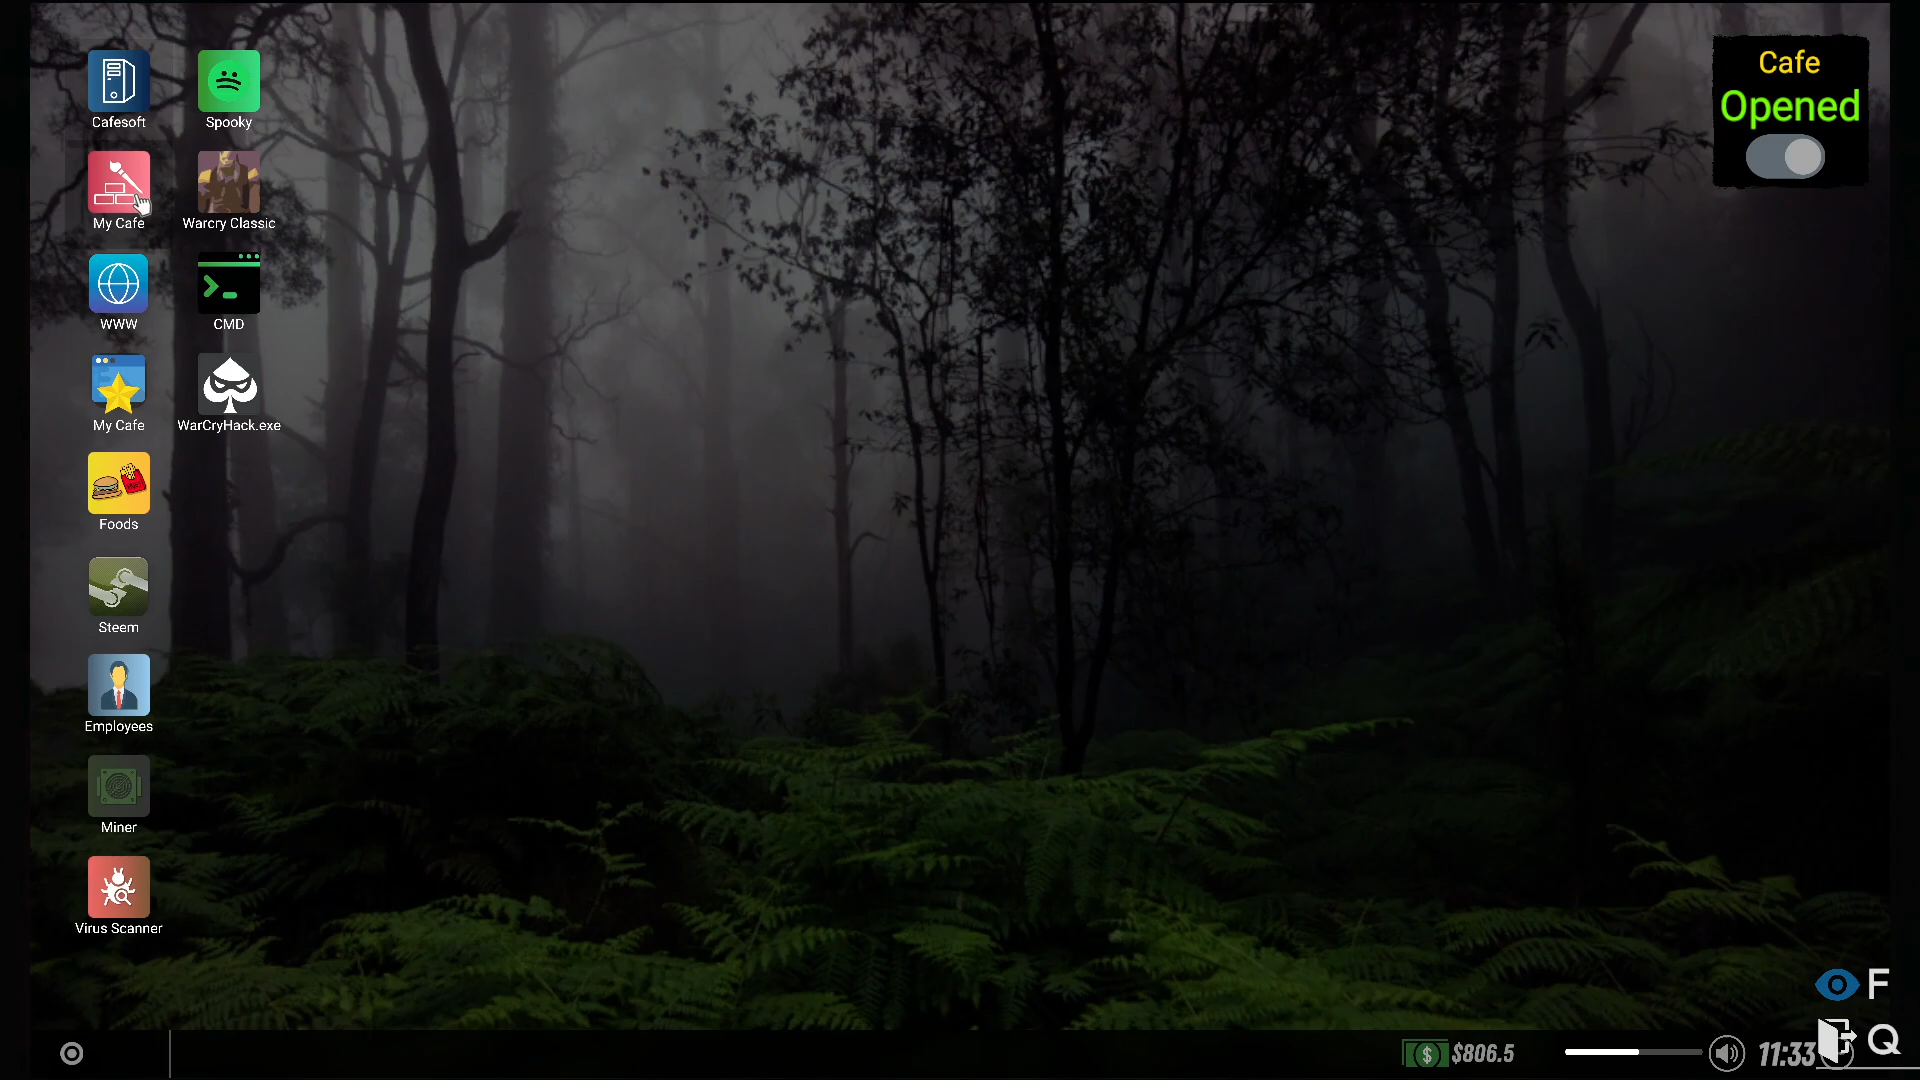 Cafesoft
Spooky
My Cafe
Warcry Classic
WWW
CMD
My Cafe
WarCryHack.exe
Foods
Steem
Employees
Miner
Virus Scanner
Cafe
Opened
F
Q
$806.5
11:33